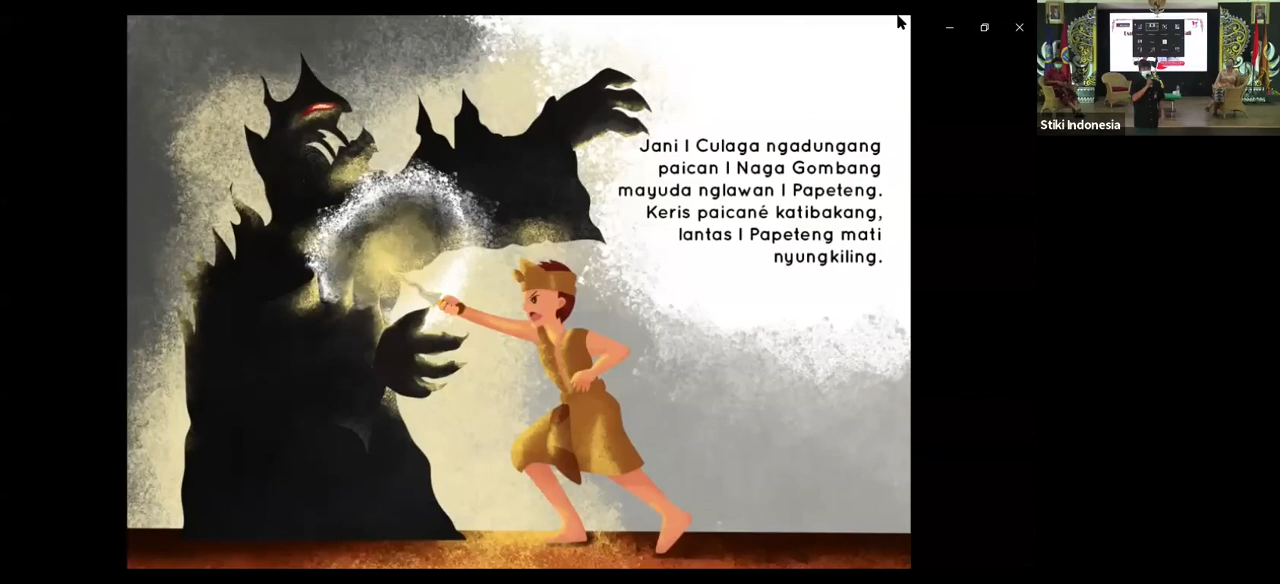 Jani I Culaga ngadungang
paican I Naga Gombang
mayuda nglawan I Papeteng.
Keris paicané katibakang,
lantas I Papeteng mati
nyungkiling.
Stiki Indonesia